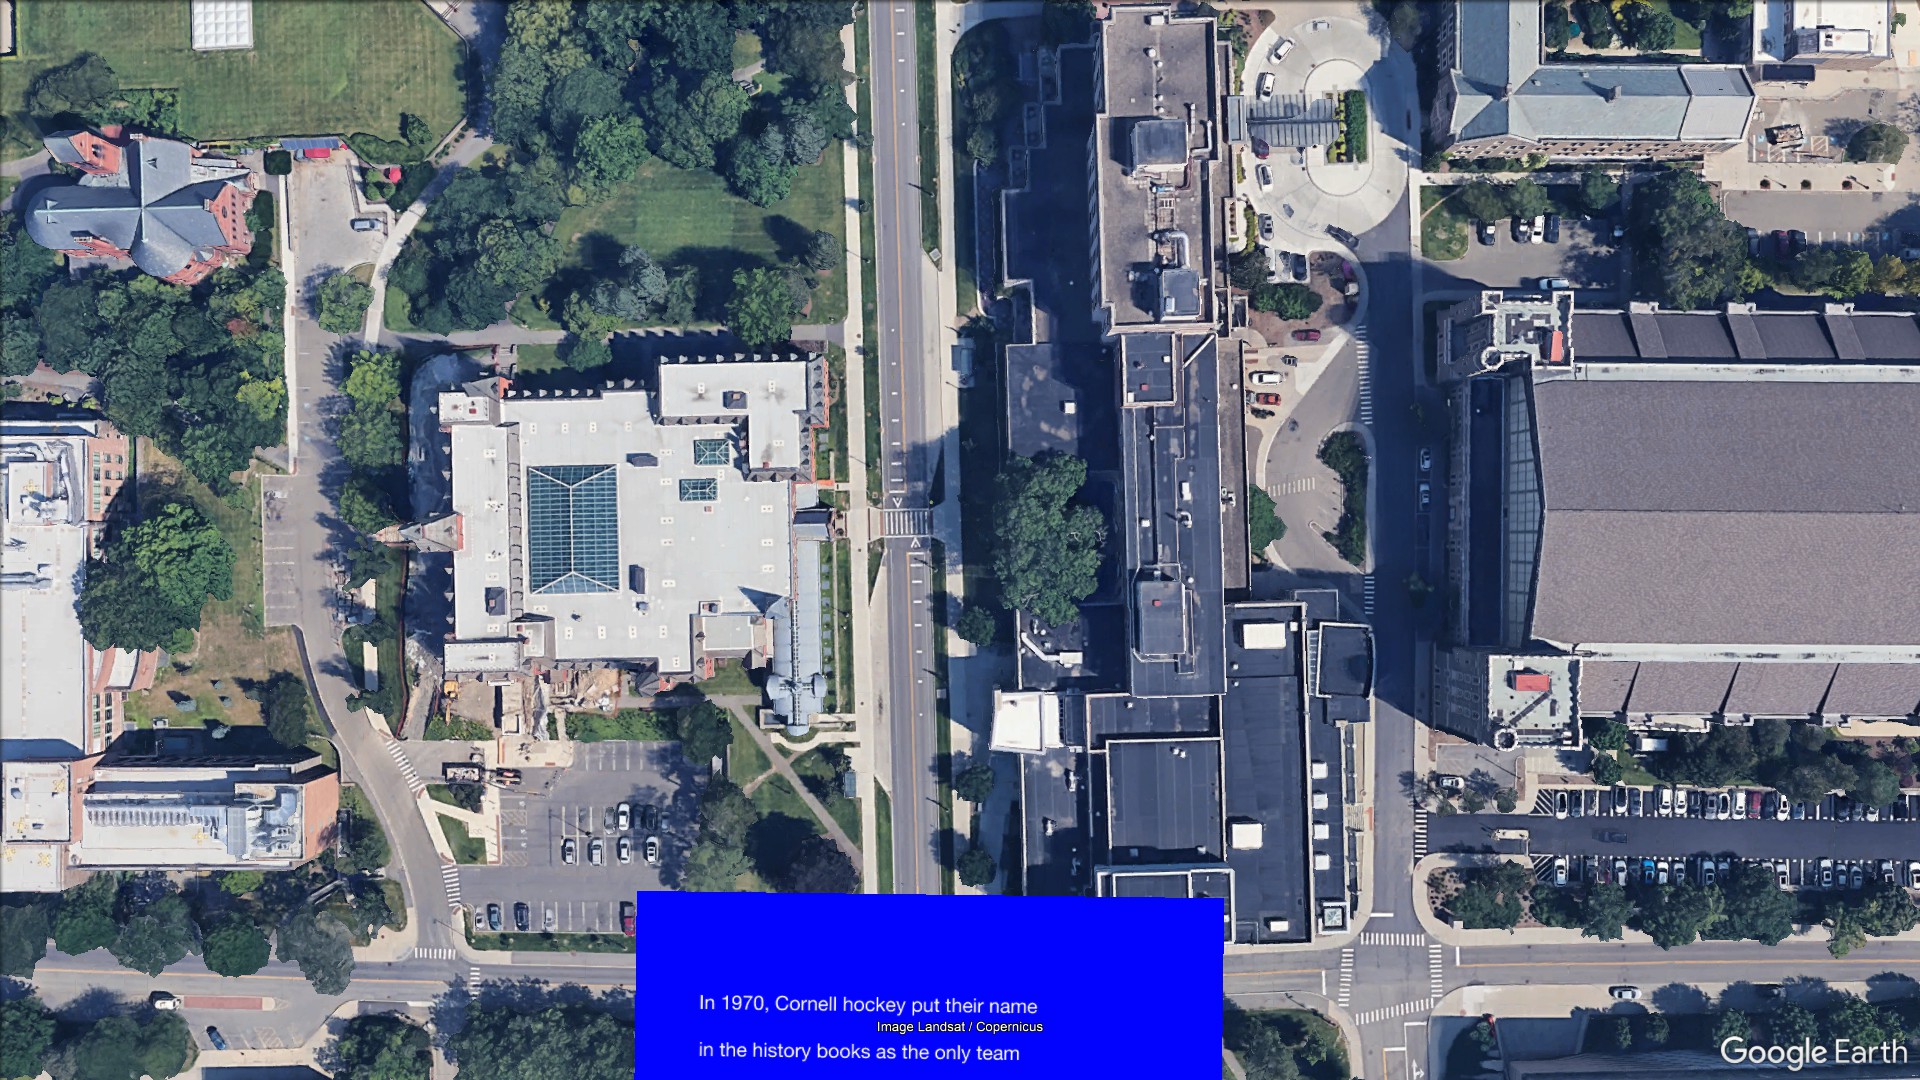 In 1970, Cornell hockey put their name
Image Landsat / Copernicus
in the history books as the only team
Google Earth